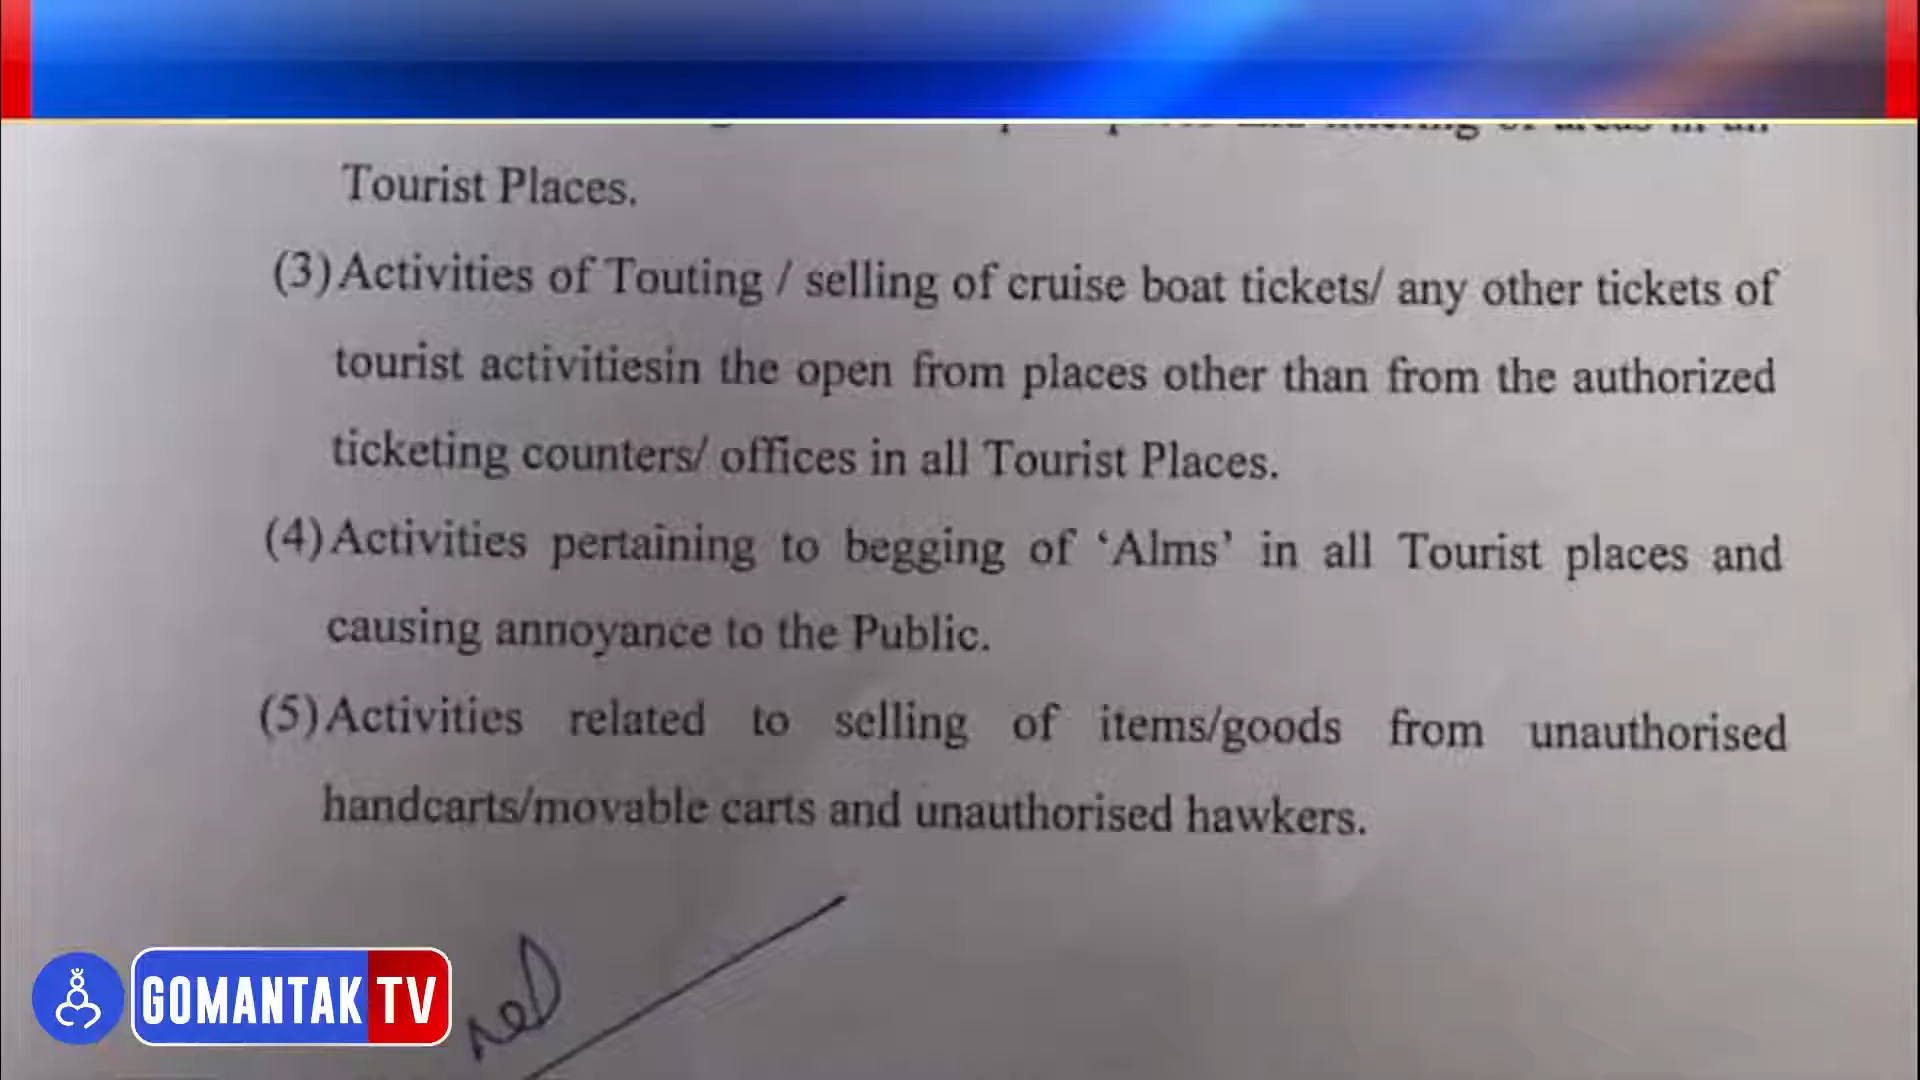 Tourist Places.
(3) Activities of Touting / selling of cruise boat tickets/ any other tickets of
tourist activitiesin the open from places other than from the authorized
ticketing counters/ offices in all Tourist Places.
(4) Activities pertaining to begging of ‘Alms’ in all Tourist places and
causing annoyance to the Public.
(5) Activities related to selling of items/goods from unauthorised
handcarts/movable carts and unauthorised hawkers.
GOMANTAK TV